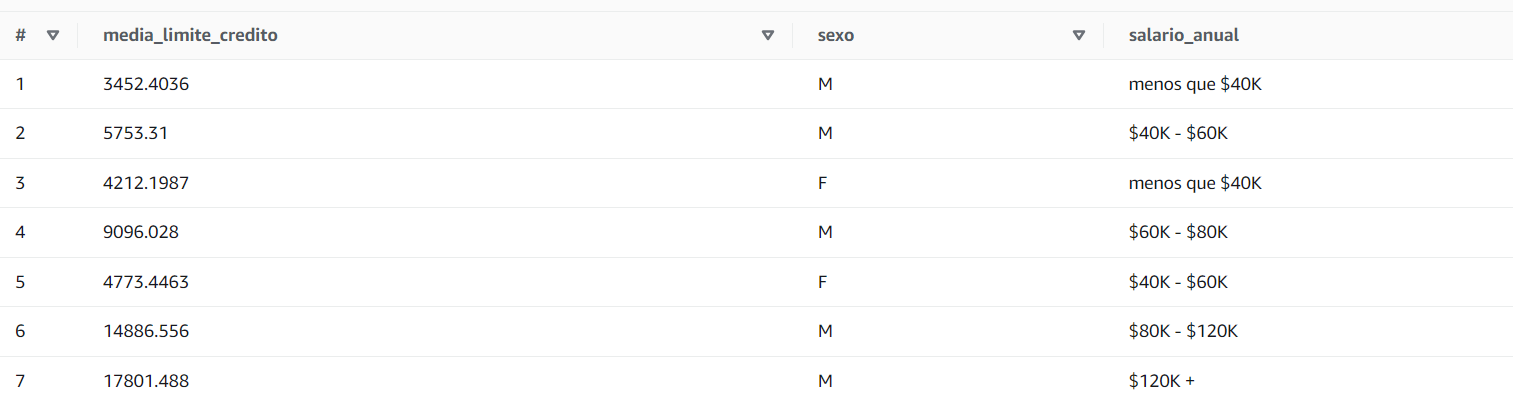 # media_limite_credito sexo salario_anual
1 3452.4036 M menos que $40K
2 5753.31 M $40K - $60K
3 4212.1987 F menos que $40K
4 9096.028 M $60K - $80K
5 4773.4463 F $40K - $60K
6 14886.556 M $80K - $120K
7 17801.488 M $120K +